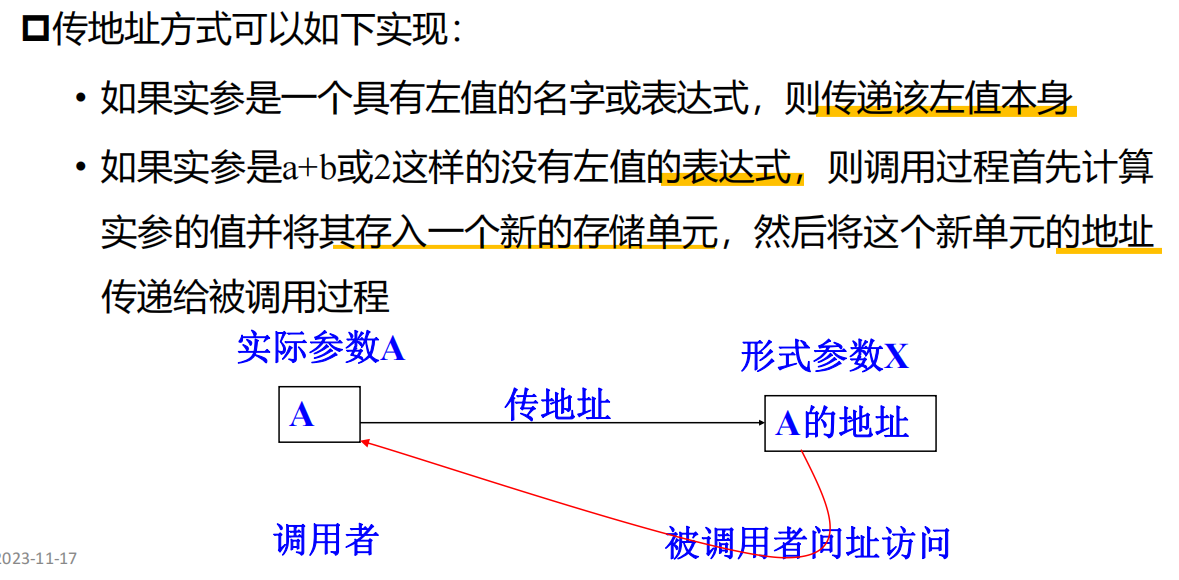 传地址方式可以如下实现：
• 如果实参是一个具有左值的名字或表达式，则传递该左值本身
• 如果实参是a+b或2这样的没有左值的表达式，则调用过程首先计算
实参的值并将其存入一个新的存储单元，然后将这个新单元的地址
传递给被调用过程
实际参数A
形式参数X
A
传地址
A的地址
调用者
被调用者间址访问
2023-11-17